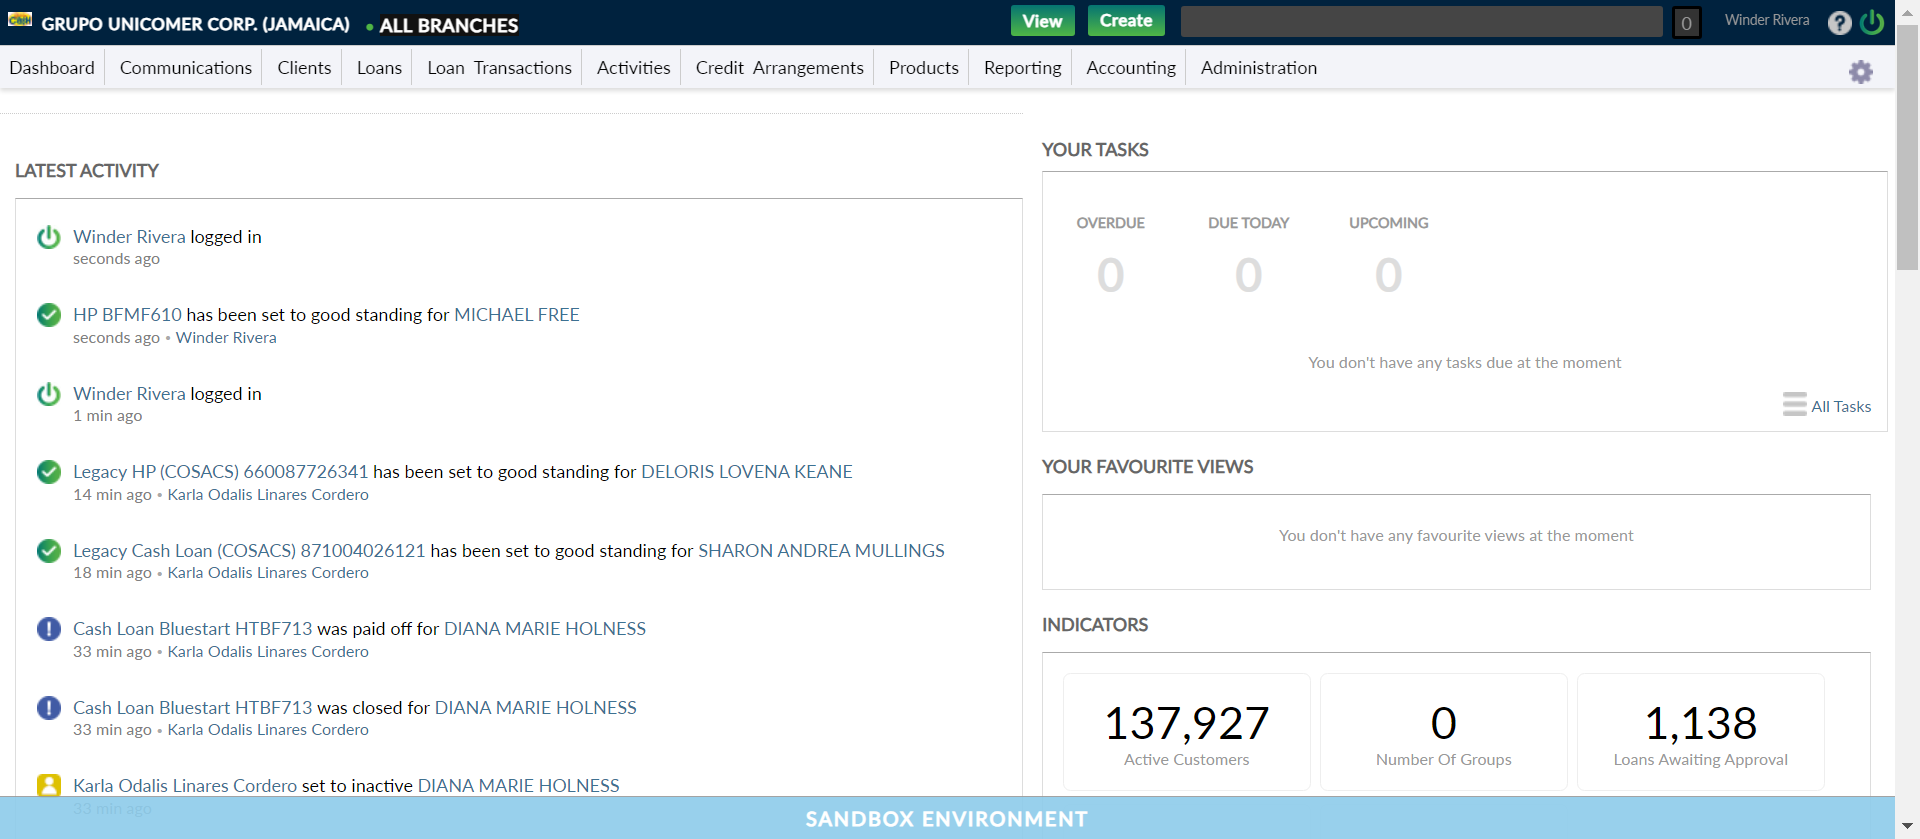 GRUPO UNICOMER CORP. (JAMAICA) • ALL BRANCHES
View
Create
0
Winder Rivera
?
Dashboard
Communications
Clients
Loans
Loan Transactions
Activities
Credit Arrangements
Products
Reporting
Accounting
Administration
LATEST ACTIVITY
Winder Rivera logged in
seconds ago
HP BFMF610 has been set to good standing for MICHAEL FREE
seconds ago • Winder Rivera
Winder Rivera logged in
1 min ago
Legacy HP (COSACS) 660087726341 has been set to good standing for DELORIS LOVENA KEANE
14 min ago • Karla Odalis Linares Cordero
Legacy Cash Loan (COSACS) 871004026121 has been set to good standing for SHARON ANDREA MULLINGS
18 min ago • Karla Odalis Linares Cordero
Cash Loan Bluestart HTBF713 was paid off for DIANA MARIE HOLNESS
33 min ago • Karla Odalis Linares Cordero
Cash Loan Bluestart HTBF713 was closed for DIANA MARIE HOLNESS
33 min ago • Karla Odalis Linares Cordero
Karla Odalis Linares Cordero set to inactive DIANA MARIE HOLNESS
33 min ago
YOUR TASKS
OVERDUE
DUE TODAY
UPCOMING
0
0
0
You don't have any tasks due at the moment
All Tasks
YOUR FAVOURITE VIEWS
You don't have any favourite views at the moment
INDICATORS
137,927
Active Customers
0
Number Of Groups
1,138
Loans Awaiting Approval
SANDBOX ENVIRONMENT